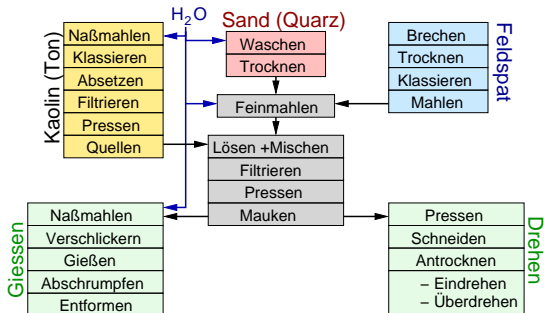 H2O
Sand (Quarz)
Kaolin (Ton)
Naßmahlen
Klassieren
Absetzen
Filtrieren
Pressen
Quellen
Waschen
Trocknen
Feldspat
Brechen
Trocknen
Klassieren
Mahlen
Feinmahlen
Lösen +Mischen
Filtrieren
Pressen
Mauken
Giessen
Naßmahlen
Verschlickern
Gießen
Abschrumpfen
Entformen
Drehen
Pressen
Schneiden
Antrocknen
– Eindrehen
– Überdrehen